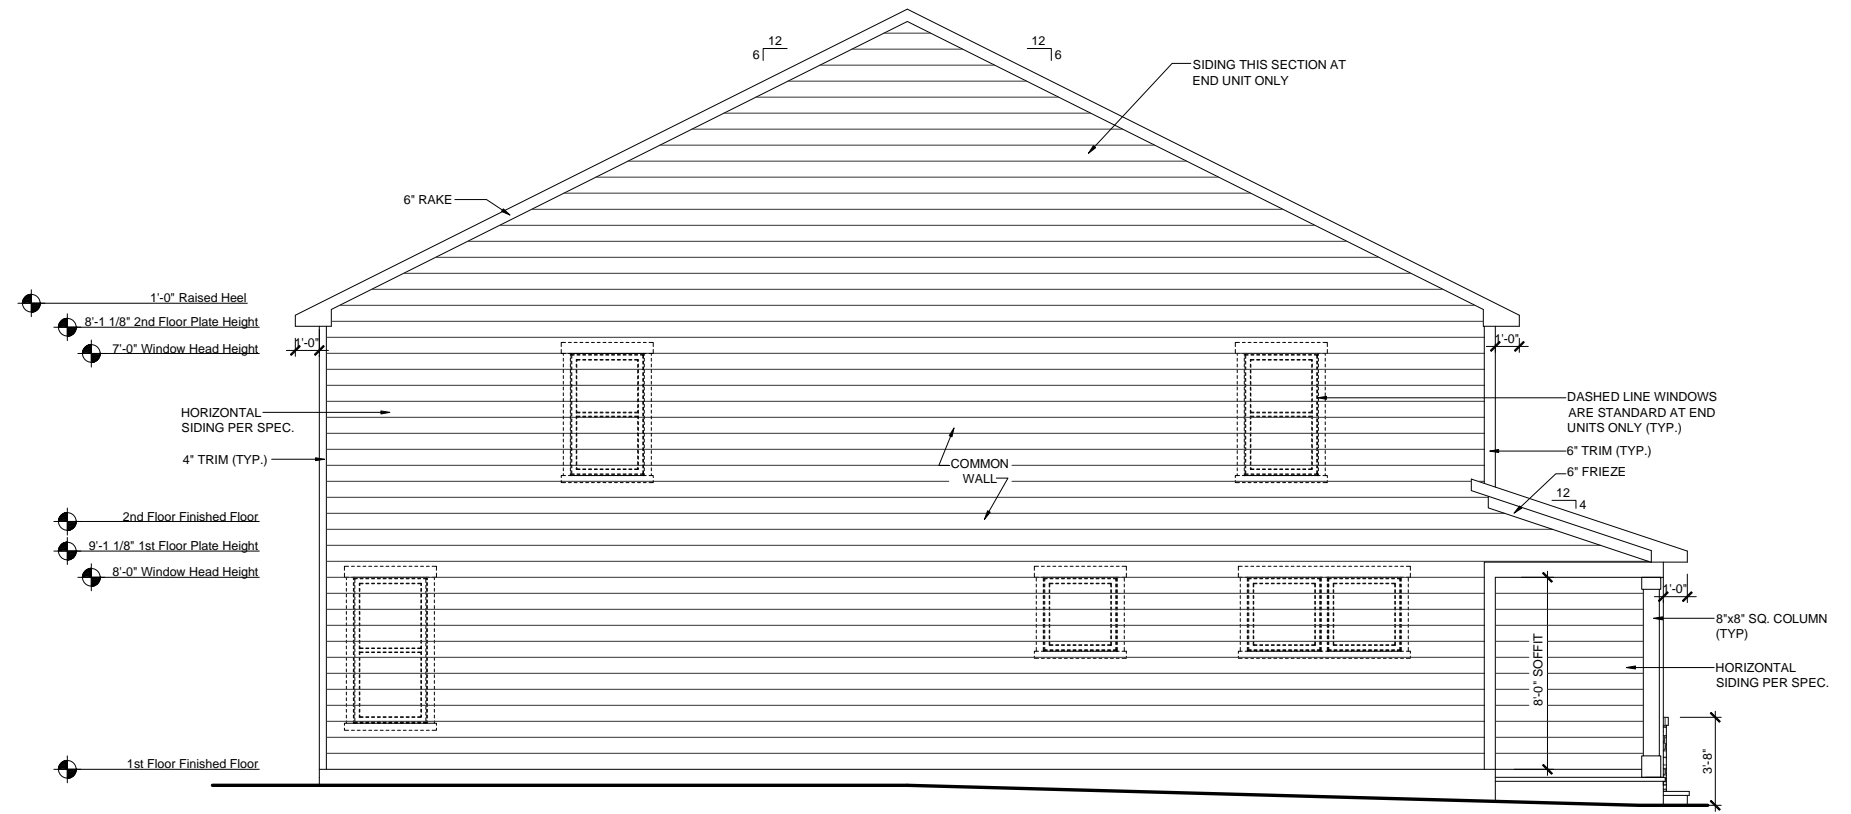 12
6
12
6
SIDING THIS SECTION AT
END UNIT ONLY
6" RAKE
1'-0" Raised Heel
8'-1 1/8" 2nd Floor Plate Height
7'-0" Window Head Height
1'-0"
1'-0"
HORIZONTAL
SIDING PER SPEC.
4" TRIM (TYP.)
DASHED LINE WINDOWS
ARE STANDARD AT END
UNITS ONLY (TYP.)
6" TRIM (TYP.)
6" FRIEZE
COMMON
WALL
12
4
2nd Floor Finished Floor
9'-1 1/8" 1st Floor Plate Height
8'-0" Window Head Height
1'-0"
8"x8" SQ. COLUMN
(TYP)
8'-0" SOFFIT
HORIZONTAL
SIDING PER SPEC.
3'-8"
1st Floor Finished Floor